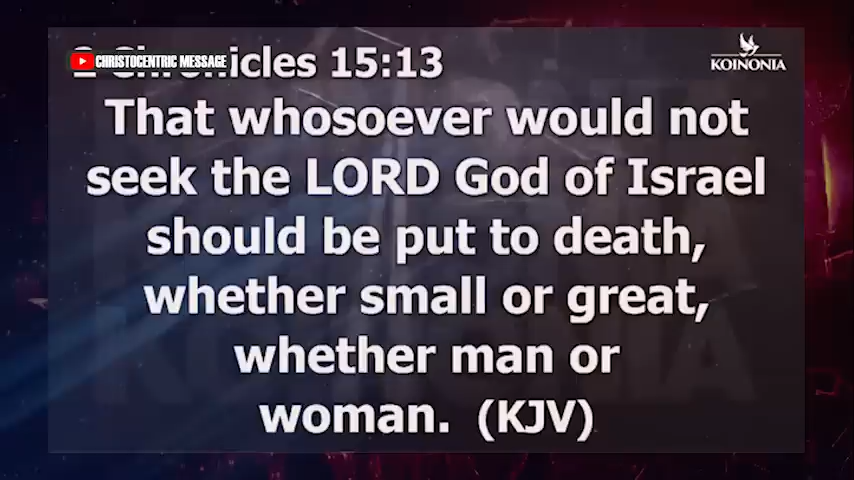 CHRISTOCENTRIC MESSAGE
KOINONIA
2 Chronicles 15:13
That whosoever would not
seek the LORD God of Israel
should be put to death,
whether small or great,
whether man or
woman. (KJV)